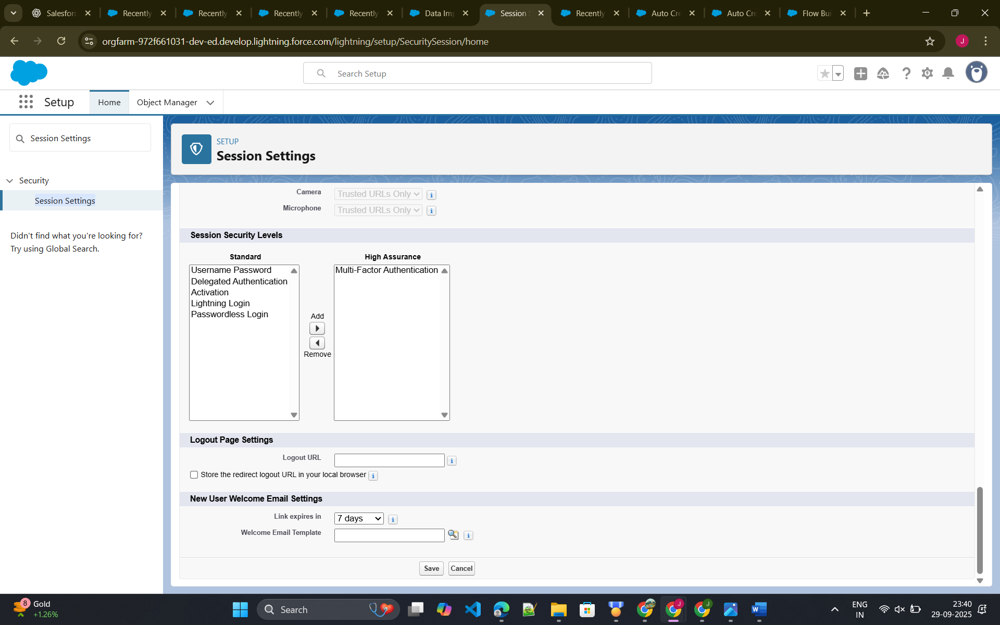 Salesforc
Recently
Recently
Recently
Recently
Data Imp
Session S
Recently
Auto Cre
Auto Cre
Flow Bui
orgfarm-972f661031-dev-ed.develop.lightning.force.com/lightning/setup/SecuritySession/home
J
Search Setup
Setup
Home
Object Manager
Session Settings
Security
Session Settings
Didn't find what you're looking for?
Try using Global Search.
SETUP
Session Settings
Camera
Trusted URLs Only
Microphone
Trusted URLs Only
Session Security Levels
Standard
High Assurance
Username Password
Delegated Authentication
Activation
Lightning Login
Passwordless Login
Add
Remove
Multi-Factor Authentication
Logout Page Settings
Logout URL
Store the redirect logout URL in your local browser
New User Welcome Email Settings
Link expires in
7 days
Welcome Email Template
Save
Cancel
8
Gold
+1.26%
Search
J
J
ENG
IN
23:40
29-09-2025